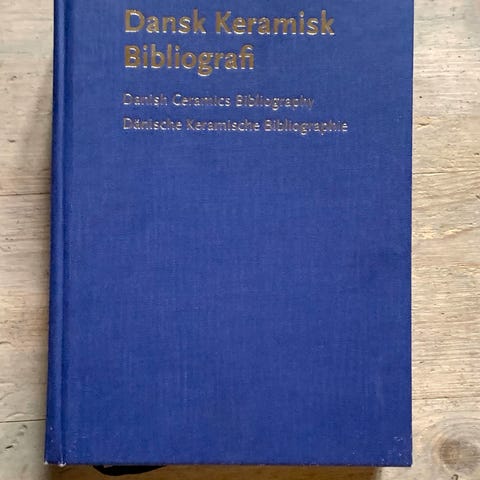 Dansk Keramisk
Bibliografi
Danish Ceramics Bibliography
Dänische Keramische Bibliographie